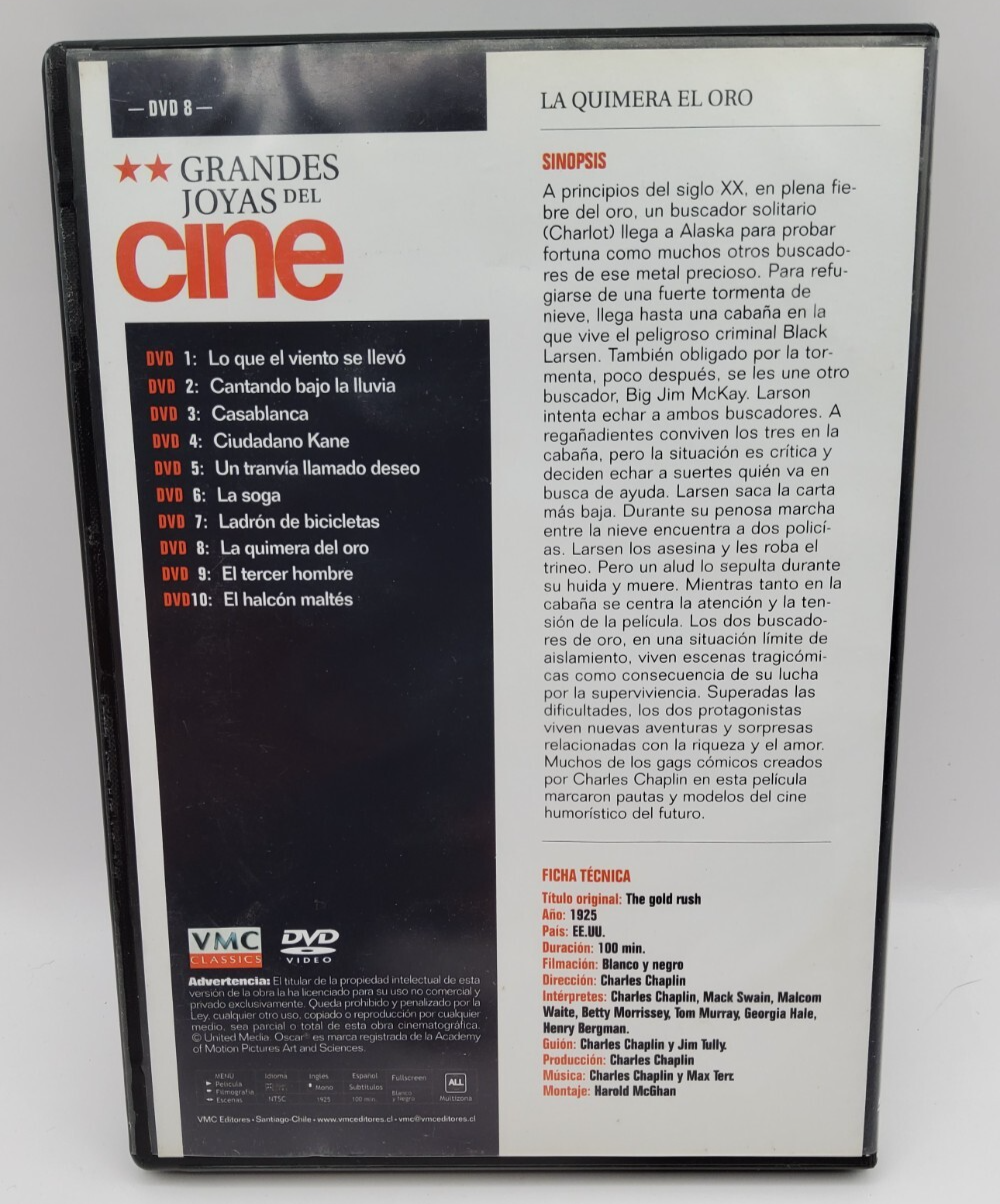 — DVD 8 —
★★ GRANDES
JOYAS DEL
cine
DVD 1: Lo que el viento se llevó
DVD 2: Cantando bajo la lluvia
DVD 3: Casablanca
DVD 4: Ciudadano Kane
DVD 5: Un tranvía llamado deseo
DVD 6: La soga
DVD 7: Ladrón de bicicletas
DVD 8: La quimera del oro
DVD 9: El tercer hombre
DVD10: El halcón maltés
VMC
CLASSICS
DVD
VIDEO
Advertencia: El titular de la propiedad intelectual de esta
versión de la obra la ha licenciado para su uso no comercial y
privado exclusivamente. Queda prohibido y penalizado por la
Ley, cualquier otro uso, copiado o reproducción por cualquier
medio, sea parcial o total de esta obra cinematográfica.
© United Media. Oscar® es marca registrada de la Academy
of Motion Pictures Art and Sciences.
MENU
Película
Filmografía
Escenas
Idioma
NTSC
Ingles
Mono
1925
Español
Subtítulos
100 min.
Fullscreen
Blanco
y Negro
ALL
Multizona
VMC Editores • Santiago-Chile • www.vmceditores.cl • vmc@vmceditores.cl
LA QUIMERA EL ORO
SINOPSIS
A principios del siglo XX, en plena fie-
bre del oro, un buscador solitario
(Charlot) llega a Alaska para probar
fortuna como muchos otros buscado-
res de ese metal precioso. Para refu-
giarse de una fuerte tormenta de
nieve, llega hasta una cabaña en la
que vive el peligroso criminal Black
Larsen. También obligado por la tor-
menta, poco después, se les une otro
buscador, Big Jim McKay. Larson
intenta echar a ambos buscadores. A
regañadientes conviven los tres en la
cabaña, pero la situación es crítica y
deciden echar a suertes quién va en
busca de ayuda. Larsen saca la carta
más baja. Durante su penosa marcha
entre la nieve encuentra a dos policí-
as. Larsen los asesina y les roba el
trineo. Pero un alud lo sepulta durante
su huida y muere. Mientras tanto en la
cabaña se centra la atención y la ten-
sión de la película. Los dos buscado-
res de oro, en una situación límite de
aislamiento, viven escenas tragicómi-
cas como consecuencia de su lucha
por la superviviencia. Superadas las
dificultades, los dos protagonistas
viven nuevas aventuras y sorpresas
relacionadas con la riqueza y el amor.
Muchos de los gags cómicos creados
por Charles Chaplin en esta película
marcaron pautas y modelos del cine
humorístico del futuro.
FICHA TÉCNICA
Título original: The gold rush
Año: 1925
País: EE.UU.
Duración: 100 min.
Filmación: Blanco y negro
Dirección: Charles Chaplin
Intérpretes: Charles Chaplin, Mack Swain, Malcom
Waite, Betty Morrissey, Tom Murray, Georgia Hale,
Henry Bergman.
Guión: Charles Chaplin y Jim Tully.
Producción: Charles Chaplin
Música: Charles Chaplin y Max Terz
Montaje: Harold McGhan